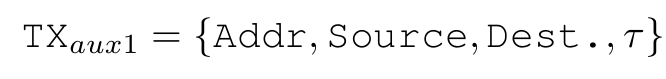 TX_{aux1} = {Addr, Source, Dest., τ}